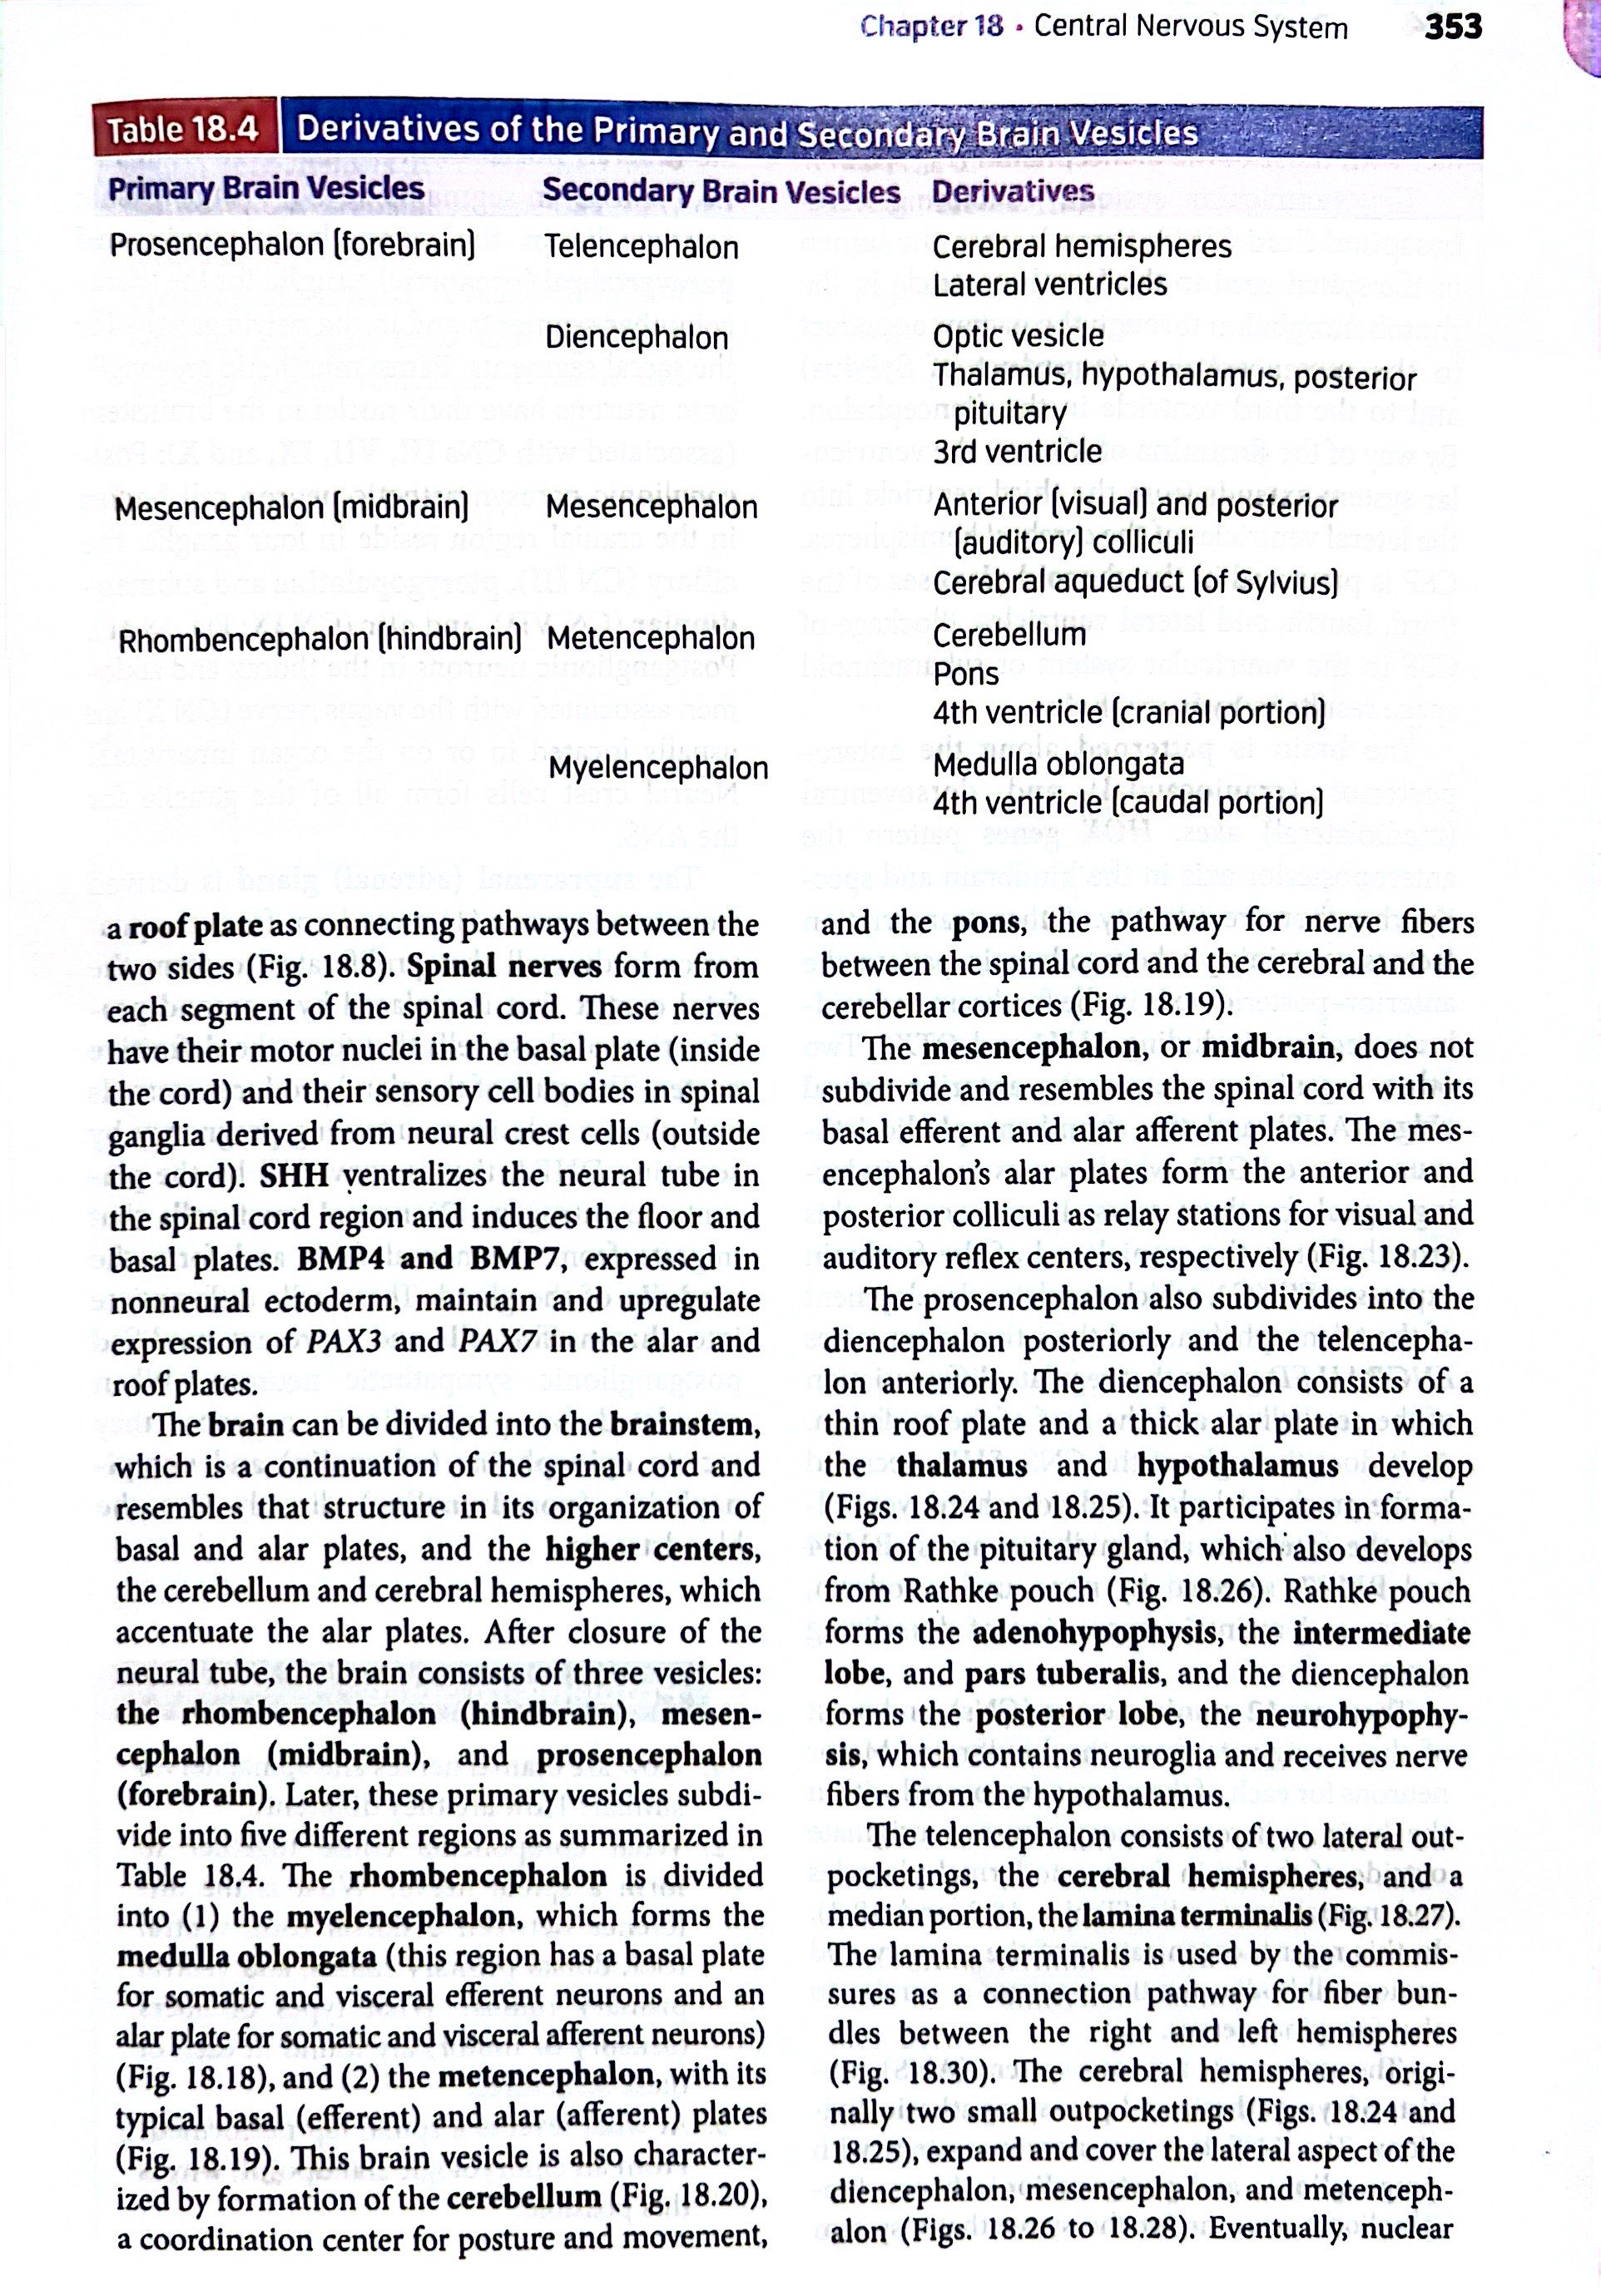 Chapter 18 • Central Nervous System 353
Table 18.4 Derivatives of the Primary and Secondary Brain Vesicles
Primary Brain Vesicles Secondary Brain Vesicles Derivatives
Prosencephalon (forebrain) Telencephalon Cerebral hemispheres
Lateral ventricles
Diencephalon Optic vesicle
Thalamus, hypothalamus, posterior
pituitary
3rd ventricle
Mesencephalon (midbrain) Mesencephalon Anterior (visual) and posterior
(auditory) colliculi
Cerebral aqueduct (of Sylvius)
Rhombencephalon (hindbrain) Metencephalon Cerebellum
Pons
4th ventricle (cranial portion)
Myelencephalon Medulla oblongata
4th ventricle (caudal portion)
a roof plate as connecting pathways between the
two sides (Fig. 18.8). Spinal nerves form from
each segment of the spinal cord. These nerves
have their motor nuclei in the basal plate (inside
the cord) and their sensory cell bodies in spinal
ganglia derived from neural crest cells (outside
the cord). SHH ventralizes the neural tube in
the spinal cord region and induces the floor and
basal plates. BMP4 and BMP7, expressed in
nonneural ectoderm, maintain and upregulate
expression of PAX3 and PAX7 in the alar and
roof plates.
The brain can be divided into the brainstem,
which is a continuation of the spinal cord and
resembles that structure in its organization of
basal and alar plates, and the higher centers,
the cerebellum and cerebral hemispheres, which
accentuate the alar plates. After closure of the
neural tube, the brain consists of three vesicles:
the rhombencephalon (hindbrain), mesen-
cephalon (midbrain), and prosencephalon
(forebrain). Later, these primary vesicles subdi-
vide into five different regions as summarized in
Table 18.4. The rhombencephalon is divided
into (1) the myelencephalon, which forms the
medulla oblongata (this region has a basal plate
for somatic and visceral efferent neurons and an
alar plate for somatic and visceral afferent neurons)
(Fig. 18.18), and (2) the metencephalon, with its
typical basal (efferent) and alar (afferent) plates
(Fig. 18.19). This brain vesicle is also character-
ized by formation of the cerebellum (Fig. 18.20),
a coordination center for posture and movement,
and the pons, the pathway for nerve fibers
between the spinal cord and the cerebral and the
cerebellar cortices (Fig. 18.19).
The mesencephalon, or midbrain, does not
subdivide and resembles the spinal cord with its
basal efferent and alar afferent plates. The mes-
encephalon's alar plates form the anterior and
posterior colliculi as relay stations for visual and
auditory reflex centers, respectively (Fig. 18.23).
The prosencephalon also subdivides into the
diencephalon posteriorly and the telencepha-
lon anteriorly. The diencephalon consists of a
thin roof plate and a thick alar plate in which
the thalamus and hypothalamus develop
(Figs. 18.24 and 18.25). It participates in forma-
tion of the pituitary gland, which also develops
from Rathke pouch (Fig. 18.26). Rathke pouch
forms the adenohypophysis, the intermediate
lobe, and pars tuberalis, and the diencephalon
forms the posterior lobe, the neurohypophy-
sis, which contains neuroglia and receives nerve
fibers from the hypothalamus.
The telencephalon consists of two lateral out-
pocketings, the cerebral hemispheres, and a
median portion, the lamina terminalis (Fig. 18.27).
The lamina terminalis is used by the commis-
sures as a connection pathway for fiber bun-
dles between the right and left hemispheres
(Fig. 18.30). The cerebral hemispheres, origi-
nally two small outpocketings (Figs. 18.24 and
18.25), expand and cover the lateral aspect of the
diencephalon, mesencephalon, and metenceph-
alon (Figs. 18.26 to 18.28). Eventually, nuclear